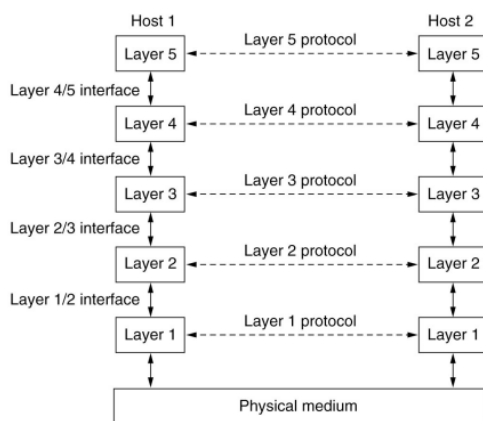 Host 1 Host 2
Layer 5 Layer 5 protocol Layer 5
Layer 4/5 interface
Layer 4 Layer 4 protocol Layer 4
Layer 3/4 interface
Layer 3 Layer 3 protocol Layer 3
Layer 2/3 interface
Layer 2 Layer 2 protocol Layer 2
Layer 1/2 interface
Layer 1 Layer 1 protocol Layer 1
Physical medium